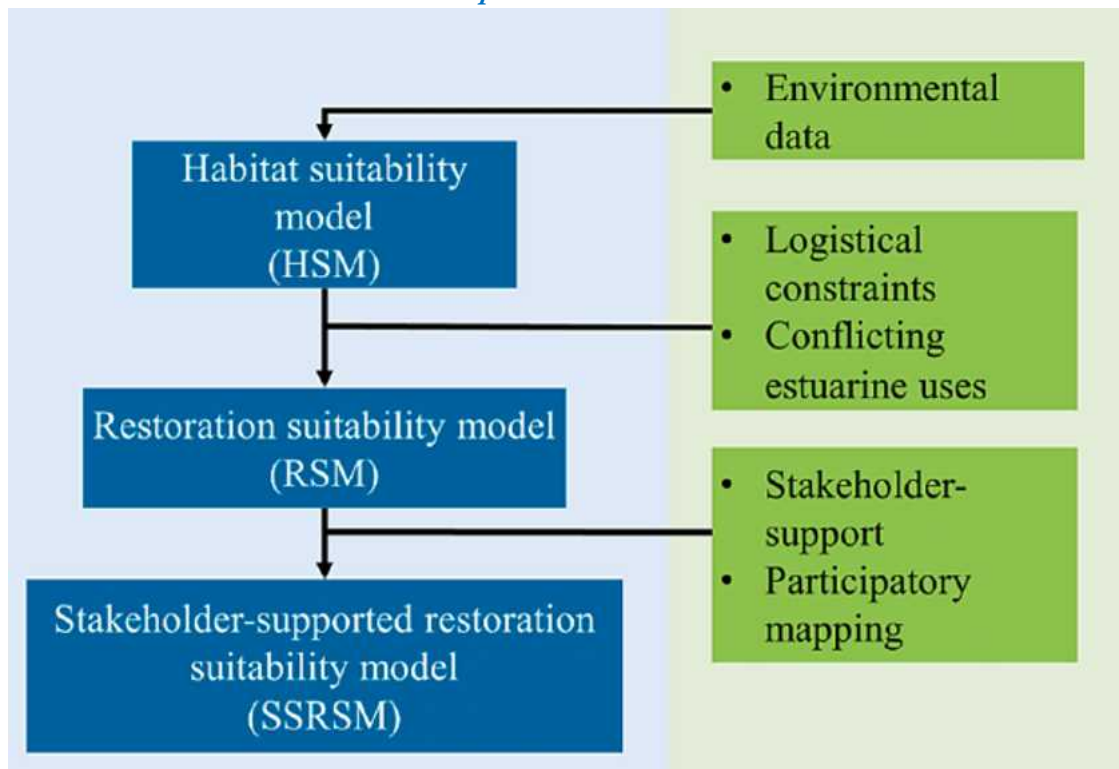 • Environmental
data
Habitat suitability
model
(HSM)
• Logistical
constraints
• Conflicting
estuarine uses
Restoration suitability model
(RSM)
• Stakeholder-
support
• Participatory
mapping
Stakeholder-supported restoration
suitability model
(SSRSM)